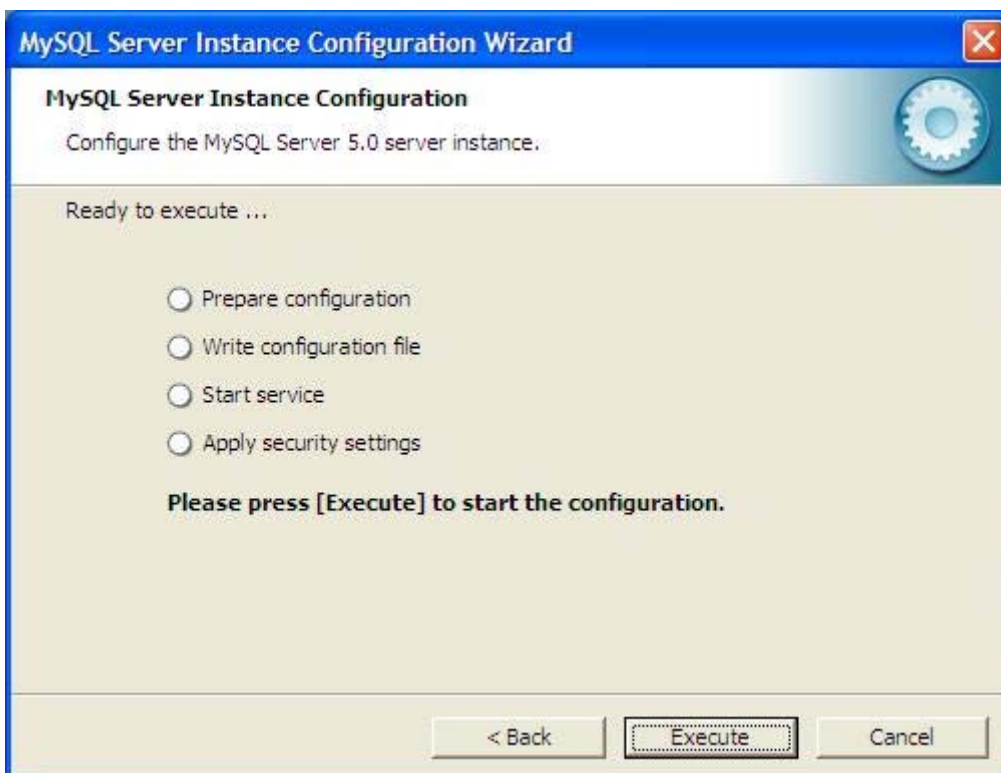 MySQL Server Instance Configuration Wizard
MySQL Server Instance Configuration
Configure the MySQL Server 5.0 server instance.
Ready to execute ...
Prepare configuration
Write configuration file
Start service
Apply security settings
Please press [Execute] to start the configuration.
< Back Execute Cancel